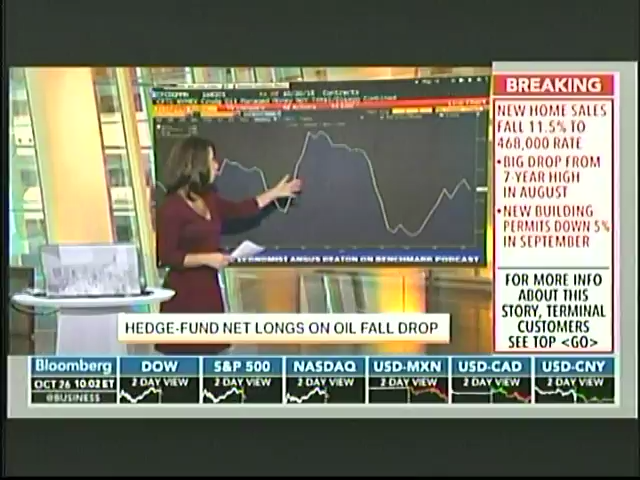 BREAKING
NEW HOME SALES
FALL 11.5% TO
468,000 RATE
•BIG DROP FROM
7-YEAR HIGH
IN AUGUST
•NEW BUILDING
PERMITS DOWN 5%
IN SEPTEMBER
FOR MORE INFO
ABOUT THIS
STORY, TERMINAL
CUSTOMERS
SEE TOP <GO>
ECONOMIST ANGUS DEATON ON BENCHMARK PODCAST
HEDGE-FUND NET LONGS ON OIL FALL DROP
Bloomberg
OCT 26 10:02 ET
@BUSINESS
DOW
2 DAY VIEW
S&P 500
2 DAY VIEW
NASDAQ
2 DAY VIEW
USD-MXN
2 DAY VIEW
USD-CAD
2 DAY VIEW
USD-CNY
2 DAY VIEW